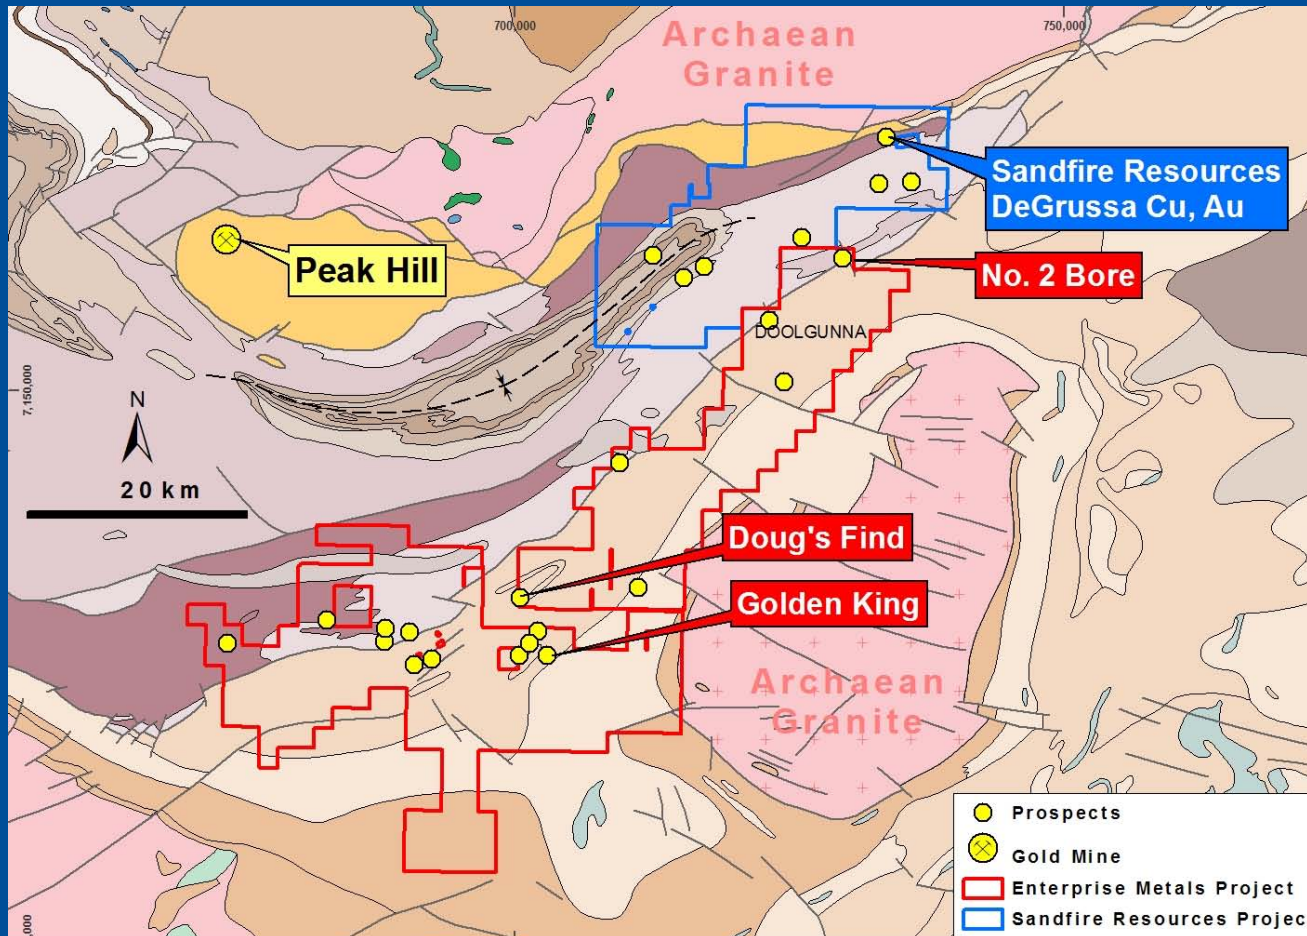 700,000
750,000
Archaean
Granite
Sandfire Resources
DeGrussa Cu, Au
Peak Hill
No. 2 Bore
DOOLGUNNA
7,150,000
N
20 km
Doug's Find
Golden King
Archaean
Granite
Prospects
Gold Mine
Enterprise Metals Project
Sandfire Resources Projec
,000